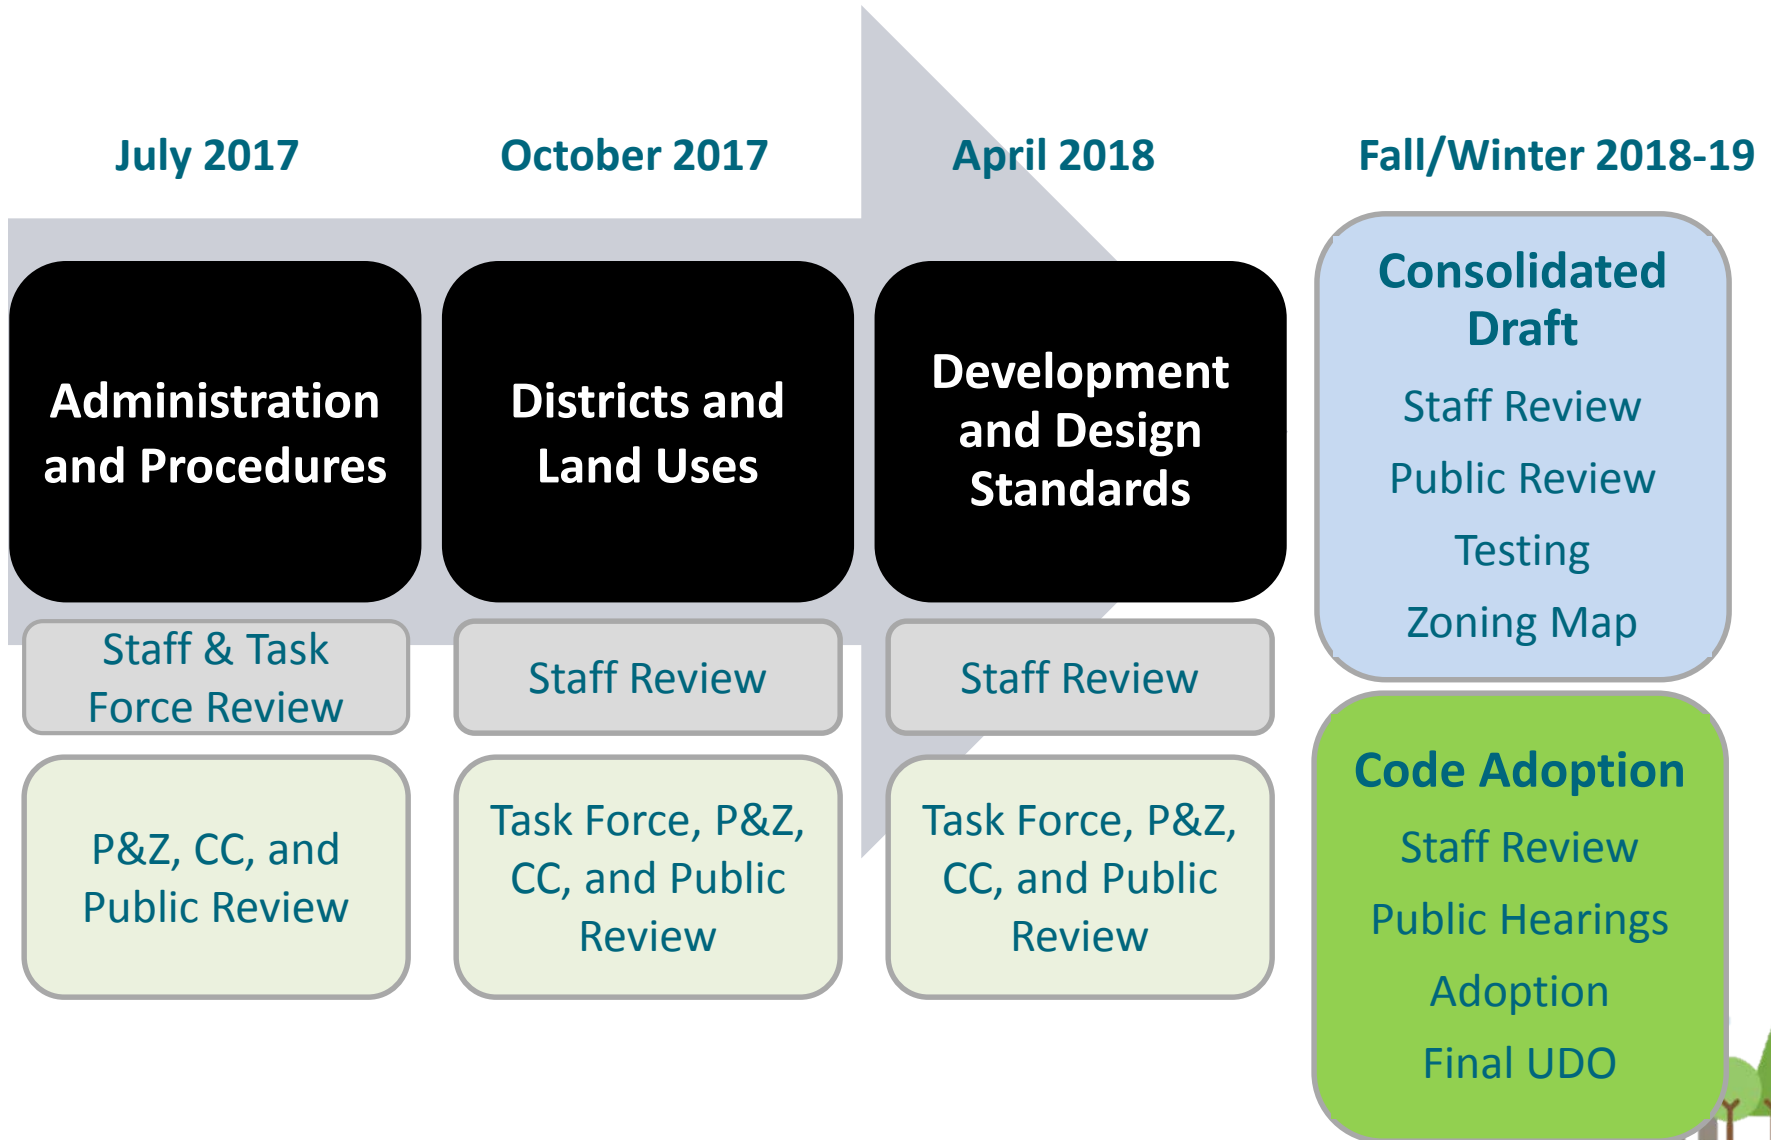 July 2017
October 2017
April 2018
Fall/Winter 2018-19
Administration
and Procedures
Districts and
Land Uses
Development
and Design
Standards
Consolidated
Draft
Staff Review
Public Review
Testing
Zoning Map
Staff & Task
Force Review
Staff Review
Staff Review
P&Z, CC, and
Public Review
Task Force, P&Z,
CC, and Public
Review
Task Force, P&Z,
CC, and Public
Review
Code Adoption
Staff Review
Public Hearings
Adoption
Final UDO